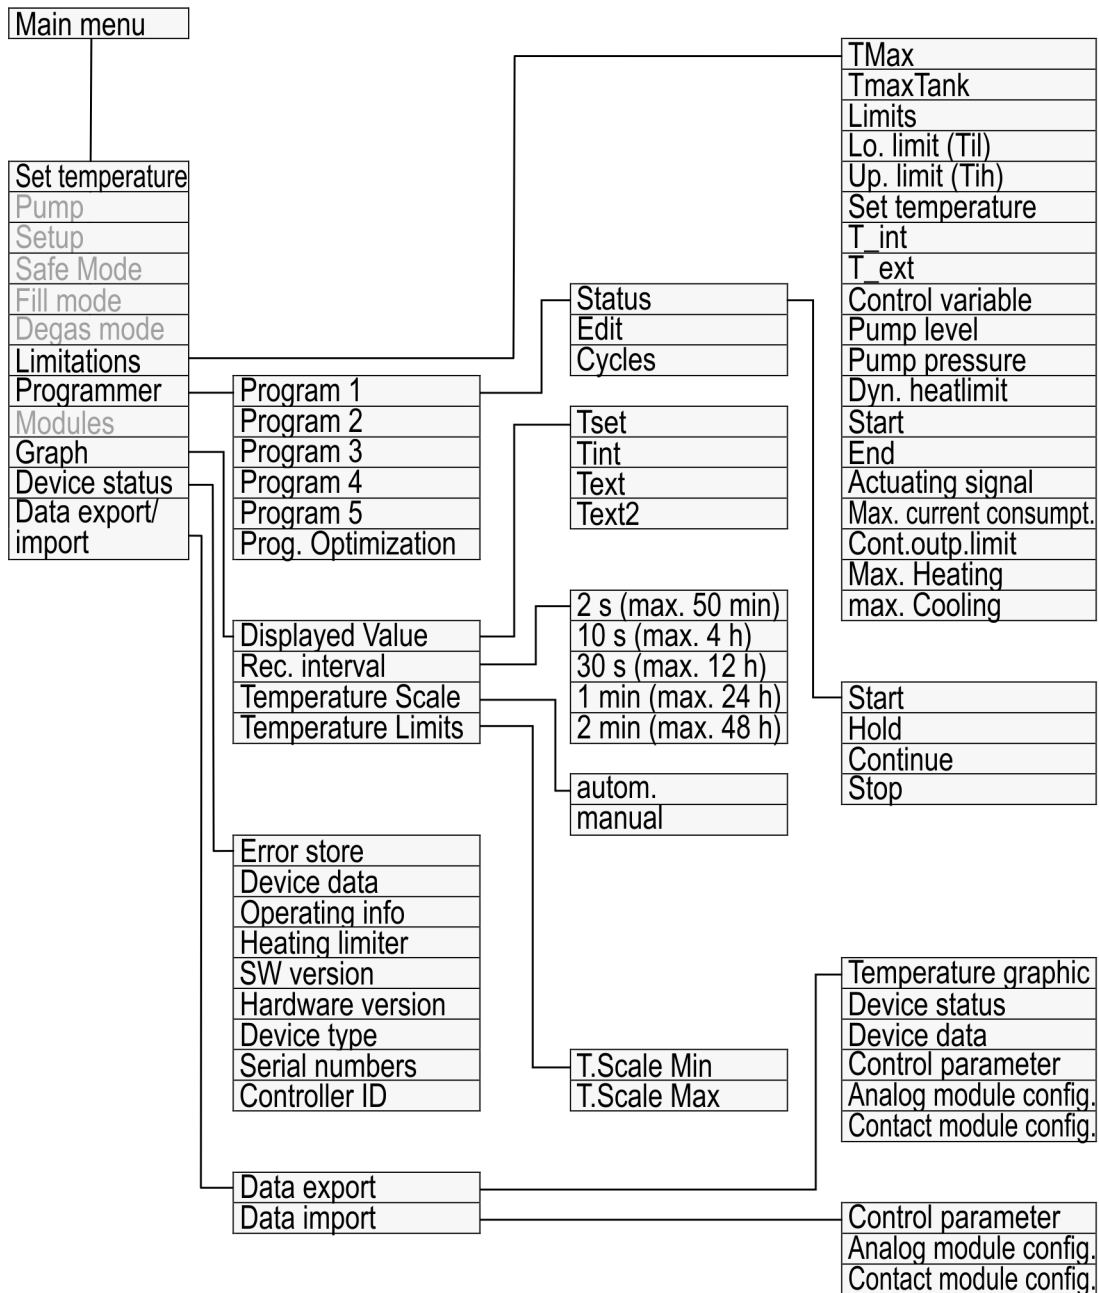 Main menu
Set temperature
Pump
Setup
Safe Mode
Fill mode
Degas mode
Limitations
Programmer
Modules
Graph
Device status
Data export/
import
Program 1
Program 2
Program 3
Program 4
Program 5
Prog. Optimization
Displayed Value
Rec. interval
Temperature Scale
Temperature Limits
Error store
Device data
Operating info
Heating limiter
SW version
Hardware version
Device type
Serial numbers
Controller ID
Data export
Data import
Status
Edit
Cycles
Tset
Tint
Text
Text2
2 s (max. 50 min)
10 s (max. 4 h)
30 s (max. 12 h)
1 min (max. 24 h)
2 min (max. 48 h)
autom.
manual
T.Scale Min
T.Scale Max
TMax
TmaxTank
Limits
Lo. limit (Til)
Up. limit (Tih)
Set temperature
T_int
T_ext
Control variable
Pump level
Pump pressure
Dyn. heatlimit
Start
End
Actuating signal
Max. current consumpt.
Cont.outp.limit
Max. Heating
max. Cooling
Start
Hold
Continue
Stop
Temperature graphic
Device status
Device data
Control parameter
Analog module config.
Contact module config.
Control parameter
Analog module config.
Contact module config.